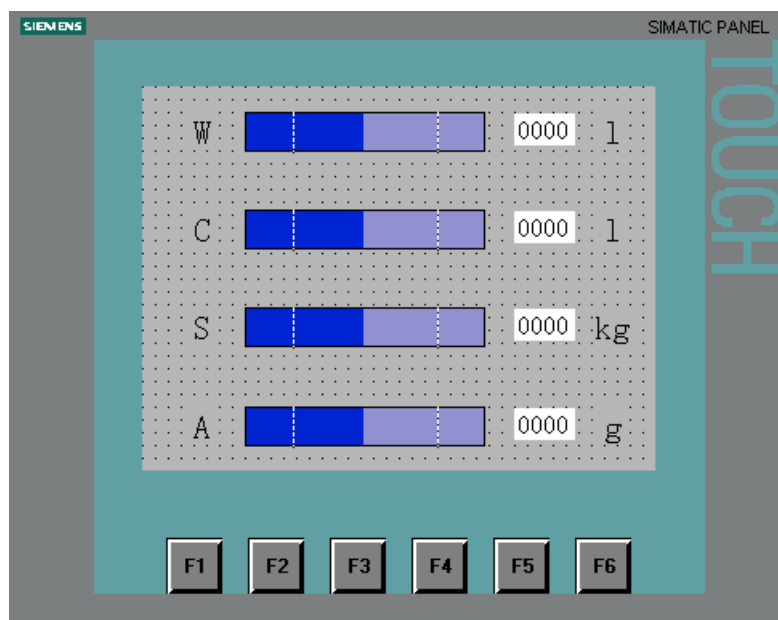 SIEMENS
SIMATIC PANEL
TOUCH
W 0000 l
C 0000 l
S 0000 kg
A 0000 g
F1 F2 F3 F4 F5 F6